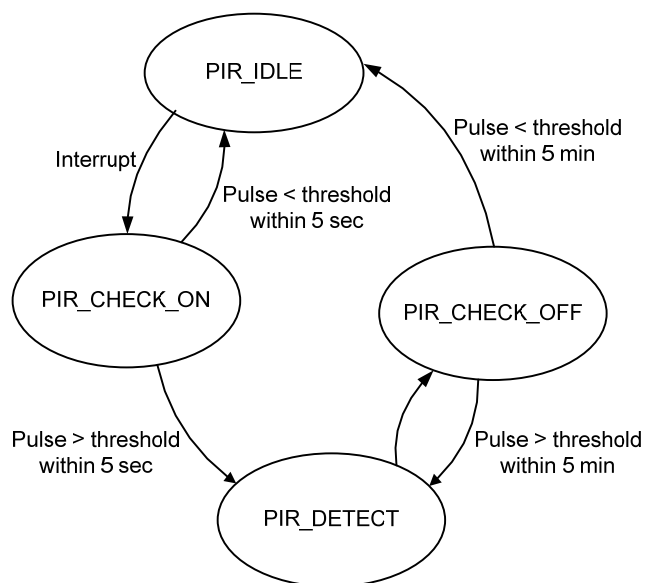 PIR_IDLE
Interrupt
Pulse < threshold
within 5 sec
Pulse < threshold
within 5 min
PIR_CHECK_ON
PIR_CHECK_OFF
Pulse > threshold
within 5 sec
Pulse > threshold
within 5 min
PIR_DETECT